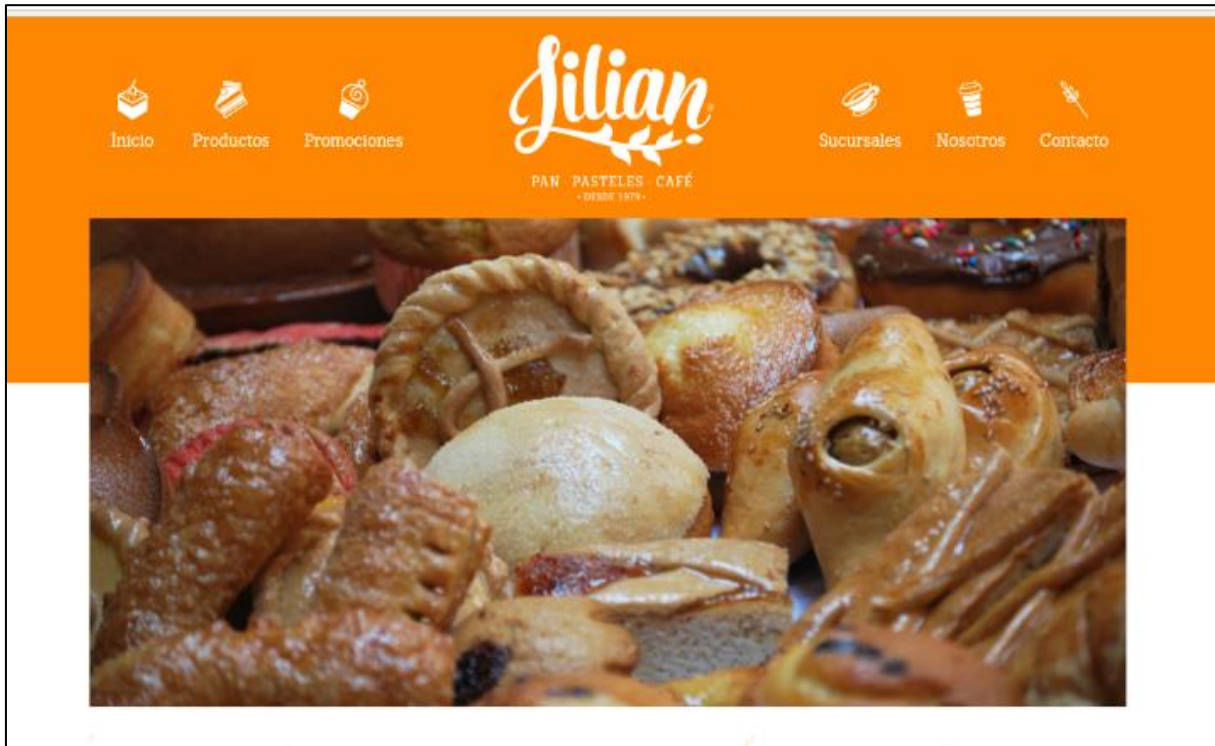 Inicio
Productos
Promociones
Lilian
PAN PASTELES CAFÉ
- DESDE 1979 -
Sucursales
Nosotros
Contacto